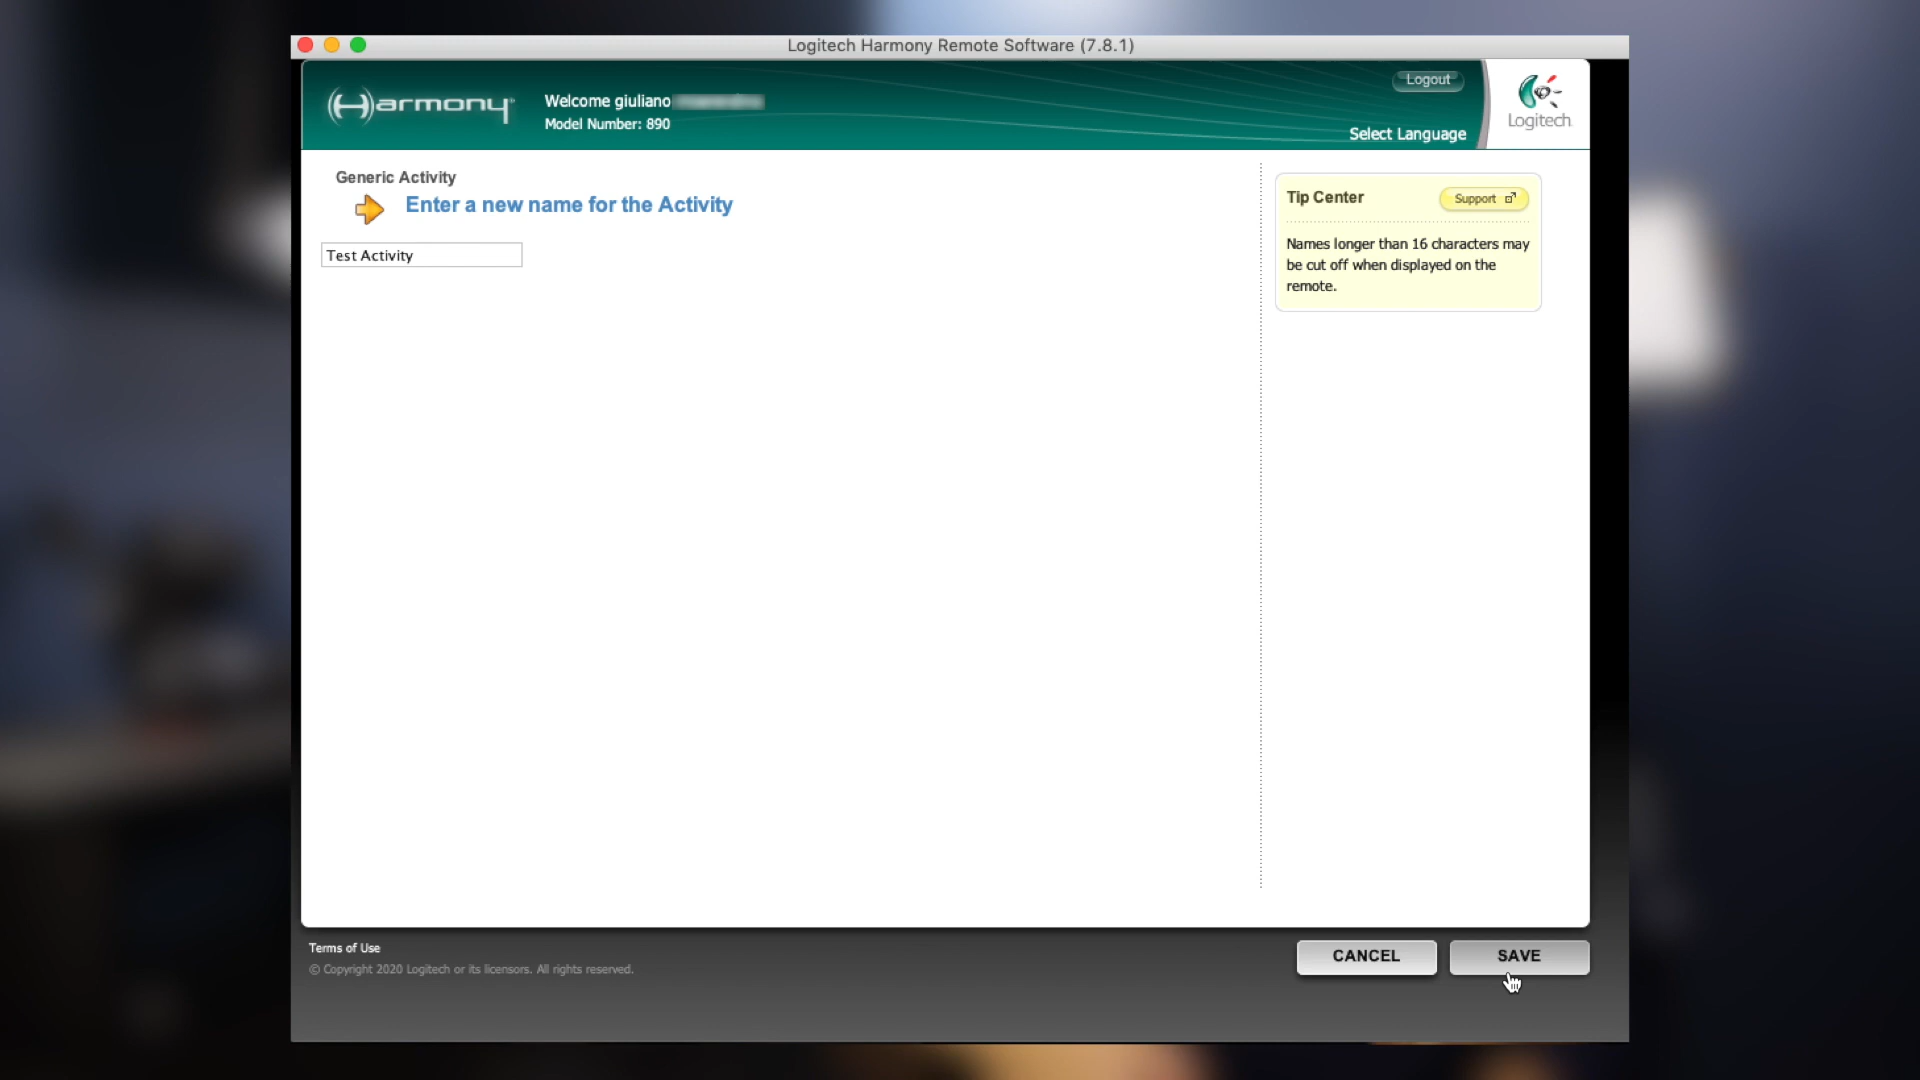 Logitech Harmony Remote Software (7.8.1)
Harmony
Welcome giuliano
Model Number: 890
Logout
Select Language
Logitech
Generic Activity
Enter a new name for the Activity
Test Activity
Tip Center
Support
Names longer than 16 characters may
be cut off when displayed on the
remote.
Terms of Use
© Copyright 2020 Logitech or its licensors. All rights reserved.
CANCEL
SAVE